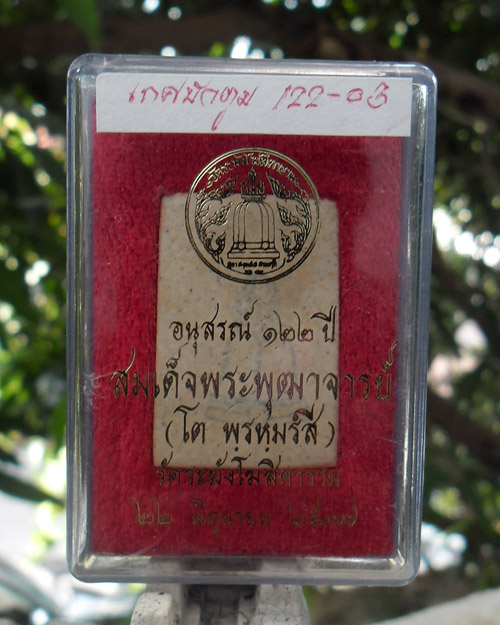 เกศบัวตูม 122-03
อนุสรณ์ ๑๒๒ ปี
สมเด็จพระพุฒาจารย์
(โต พรหมรํสี)
วัดระฆังโฆสิตาราม
๒๒ มิถุนายน ๒๕๓๗